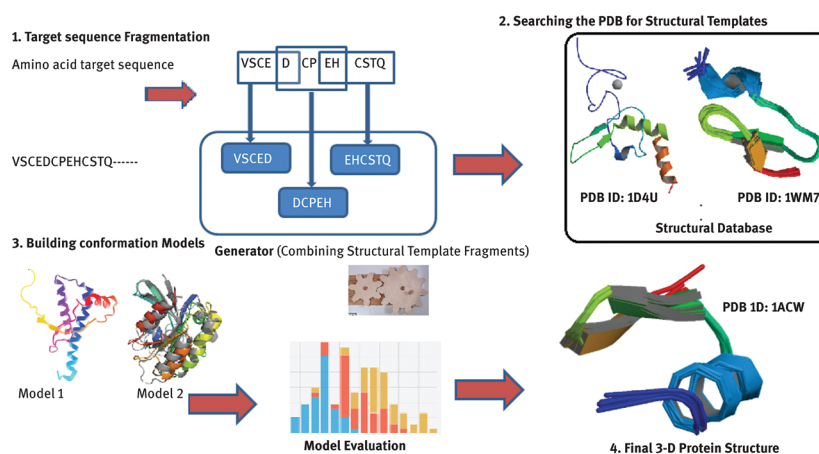 1. Target sequence Fragmentation
Amino acid target sequence
VSCE D CP EH CSTQ
VSCEDCPEHCSTQ------
VSCED
EHCSTQ
DCPEH
2. Searching the PDB for Structural Templates
PDB ID: 1D4U
PDB ID: 1WM7
.
.
Structural Database
3. Building conformation Models
Generator (Combining Structural Template Fragments)
Model 1
Model 2
Model Evaluation
PDB 1D: 1ACW
4. Final 3-D Protein Structure